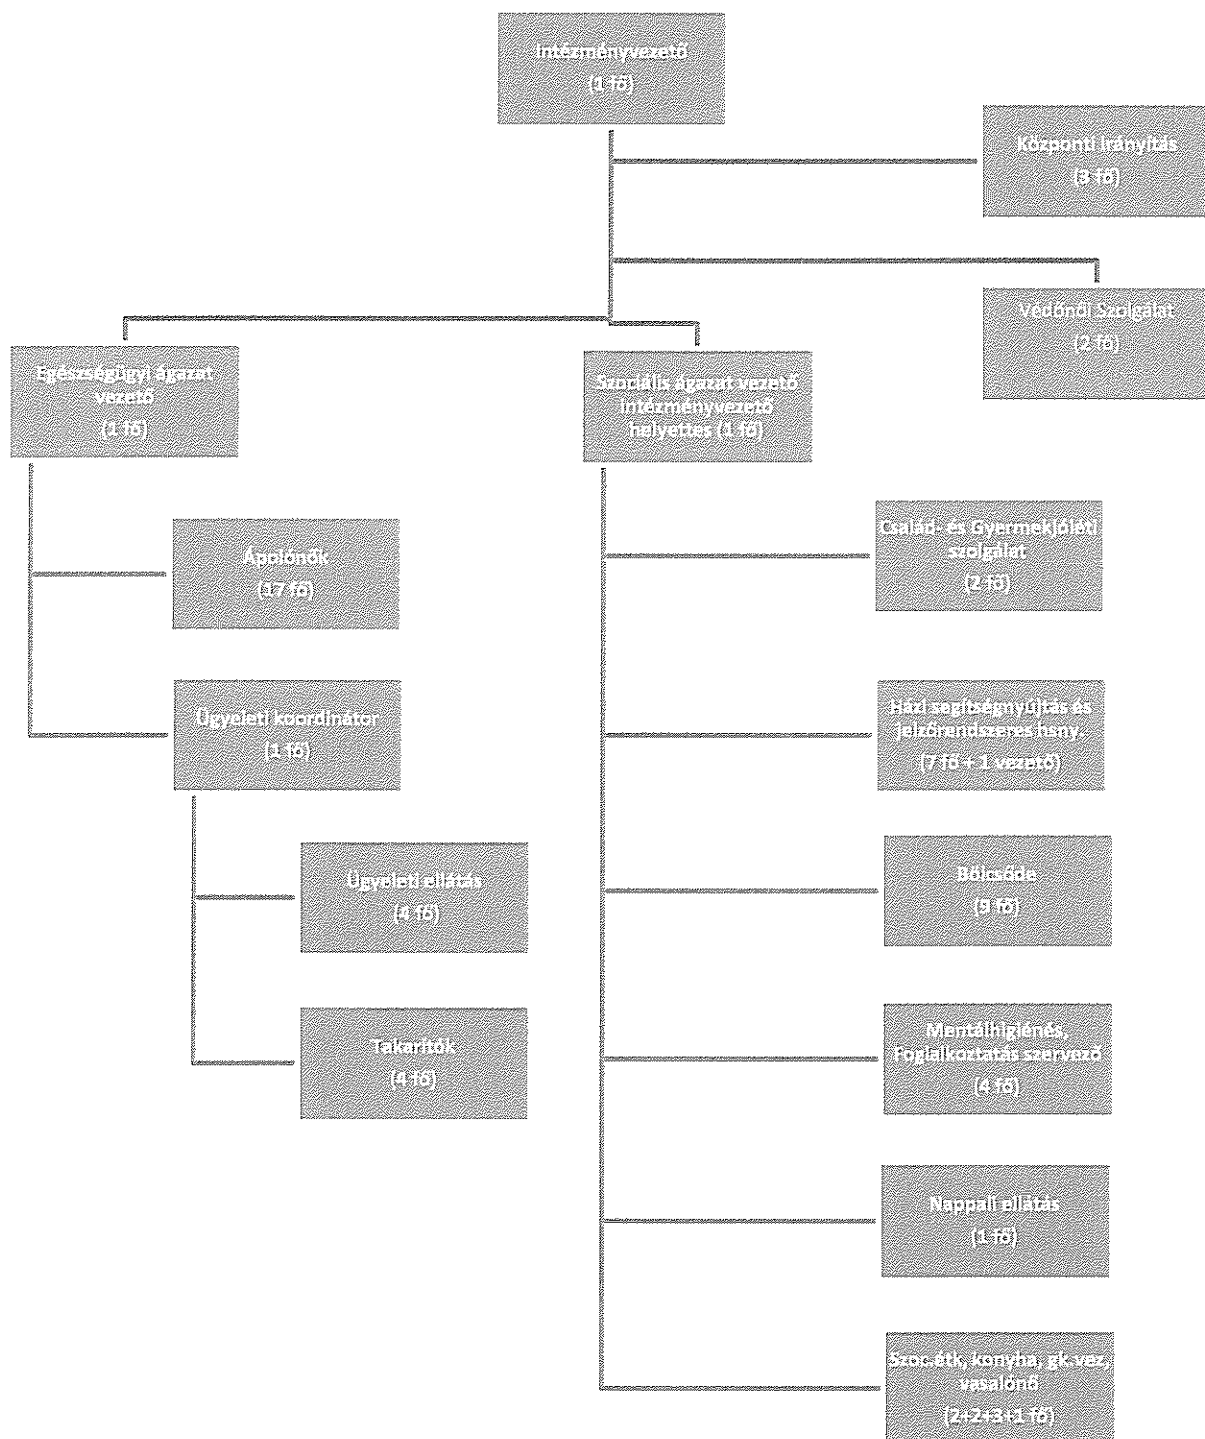 Intézményvezető
(1 fő)
Központi irányítás
(3 fő)
Védőnői Szolgálat
(2 fő)
Egészségügyi ágazat
vezető
(1 fő)
Szociális ágazat vezető
intézményvezető
helyettes (1 fő)
Ápolónők
(17 fő)
Ügyeleti koordinátor
(1 fő)
Ügyeleti ellátás
(4 fő)
Takarítók
(4 fő)
Család- és Gyermekjóléti
szolgálat
(2 fő)
Házi segítségnyújtás és
jelzőrendszeres hsny.
(7 fő + 1 vezető)
Bölcsőde
(9 fő)
Mentálhigiénés,
Foglalkoztatás szervező
(4 fő)
Nappali ellátás
(1 fő)
Szoc.étk, konyha, gk-vez,
vasalónő
(2+2+3+1 fő)